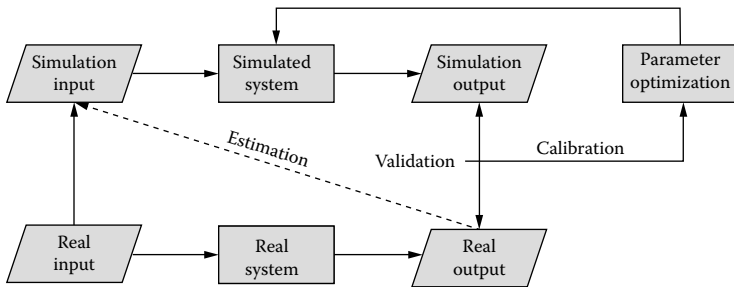 Simulation
input
Simulated
system
Simulation
output
Parameter
optimization
Estimation
Validation
Calibration
Real
input
Real
system
Real
output